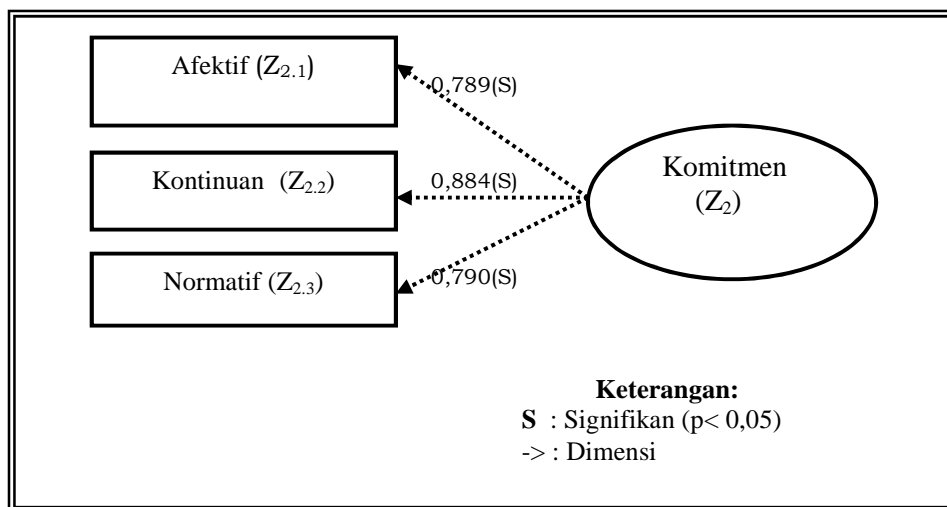 Afektif (Z2.1)
0,789(S)
Kontinuan (Z2.2)
0,884(S)
Komitmen
(Z2)
Normatif (Z2.3)
0,790(S)
Keterangan:
S : Signifikan (p< 0,05)
-> : Dimensi